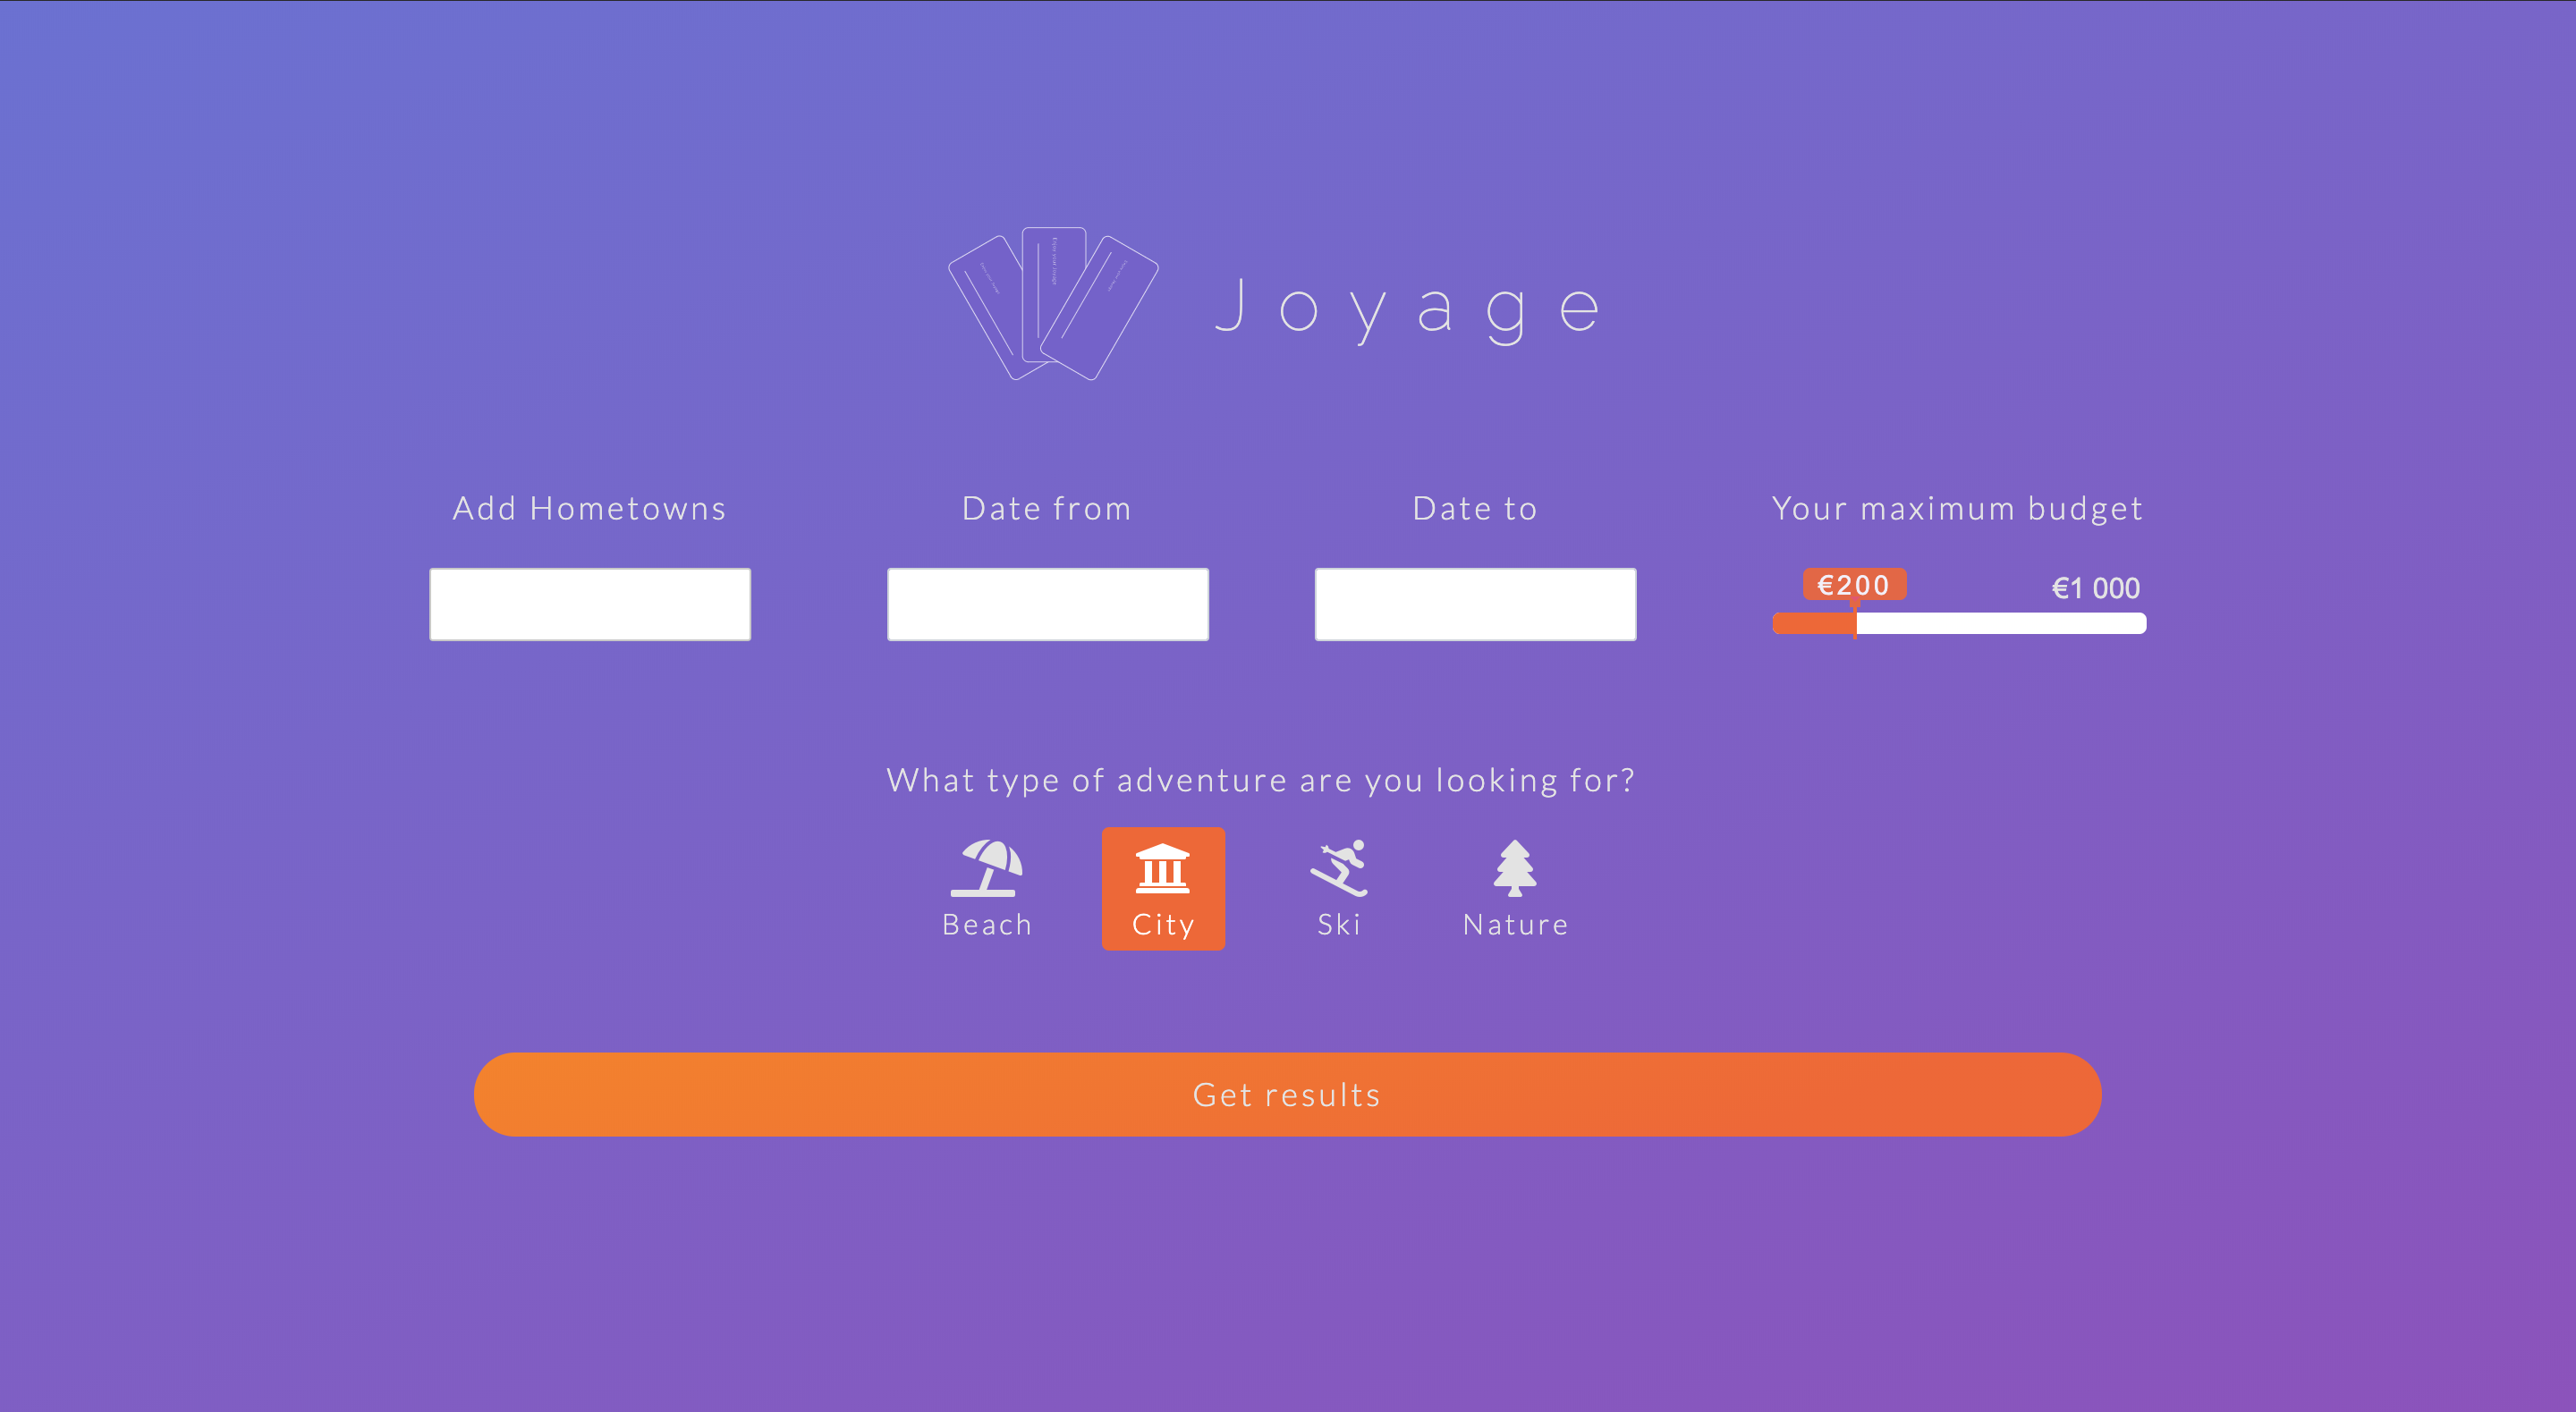 Joyage
Add Hometowns
Date from
Date to
Your maximum budget
€200
€1 000
What type of adventure are you looking for?
Beach
City
Ski
Nature
Get results